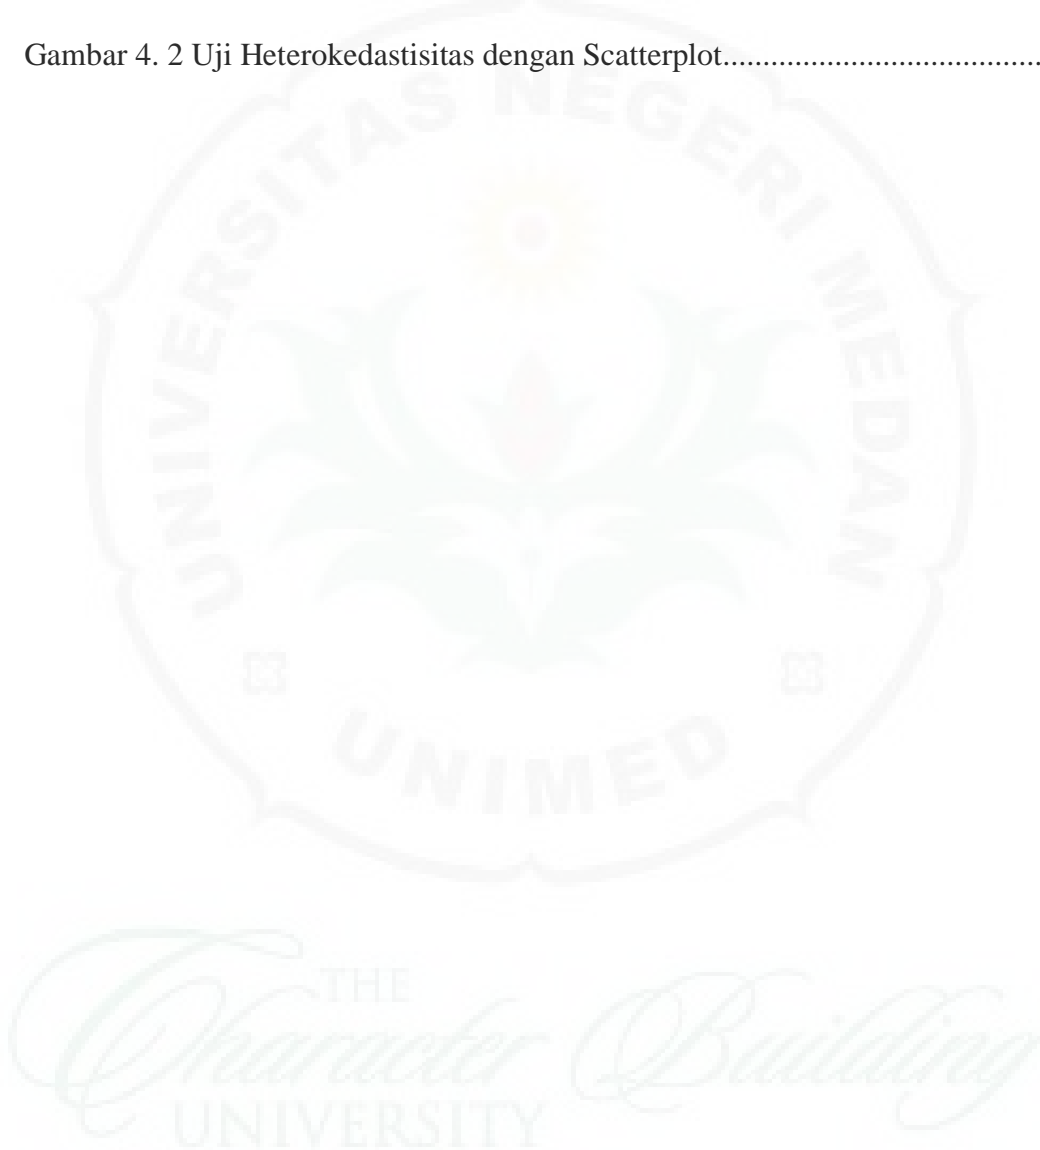 Gambar 4. 2 Uji Heterokedastisitas dengan Scatterplot........................................
UNIVERSITAS NEGERI MEDAN
UNIMED
THE
Character Building
UNIVERSITY